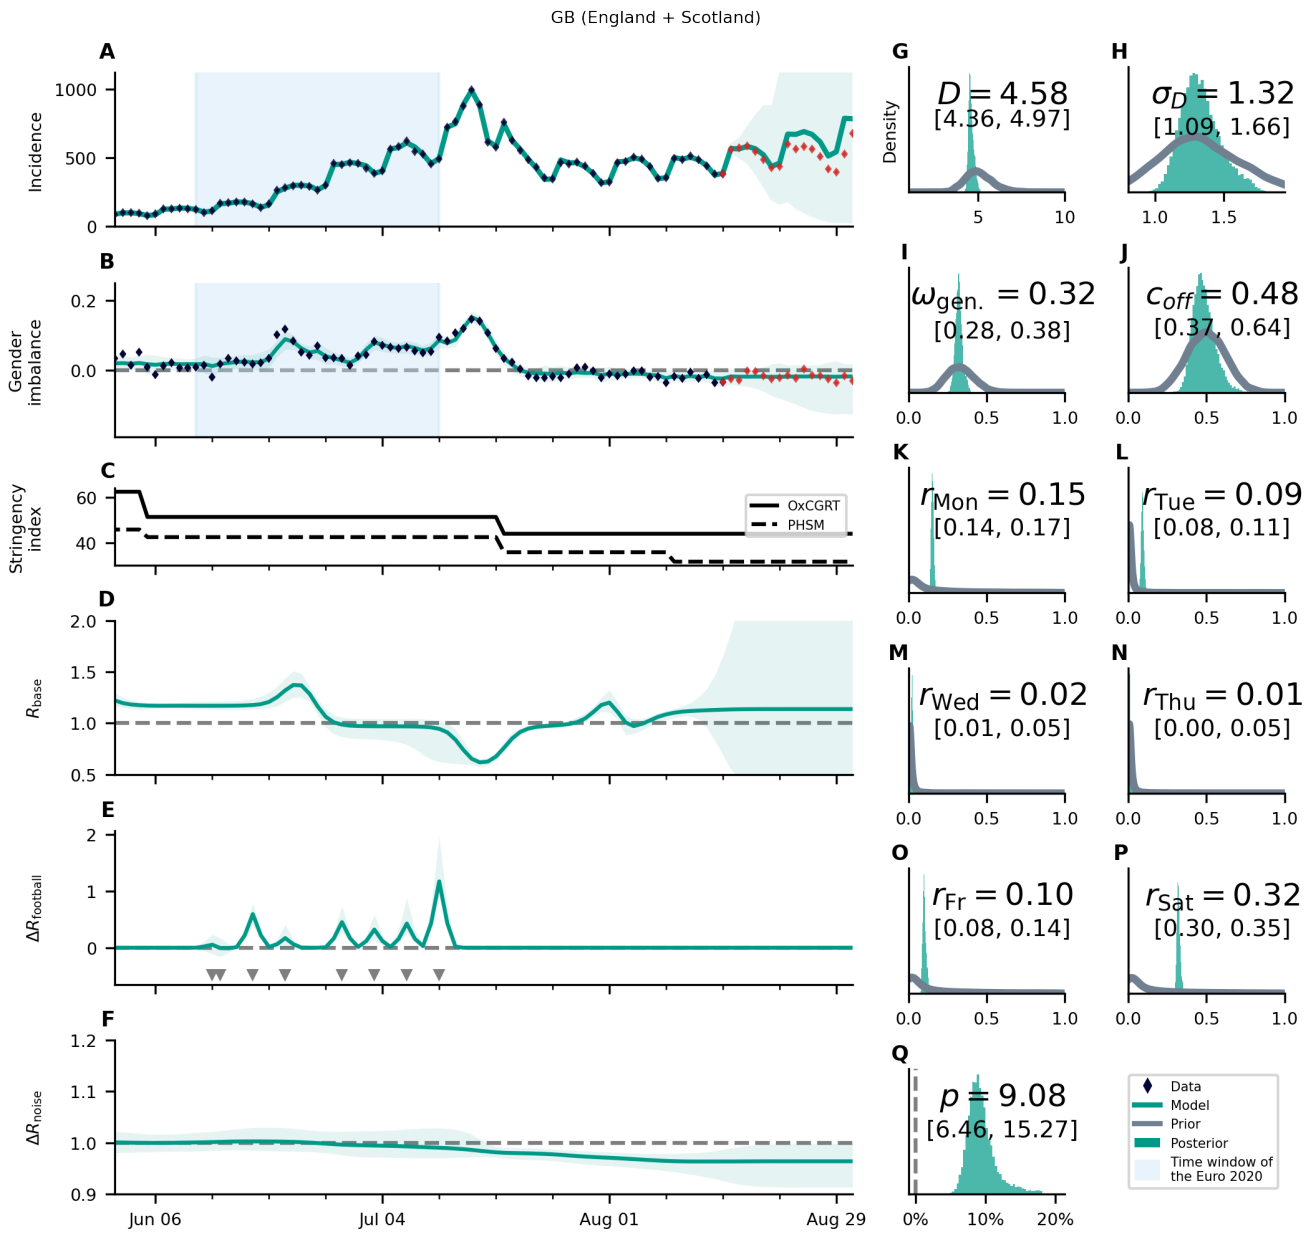 GB (England + Scotland)
A
Incidence
1000
500
0
B
Gender
imbalance
0.2
0.0
C
Stringency
index
60
40
OxCGRT
PHSM
D
R_base
2.0
1.5
1.0
0.5
E
ΔR_football
2
1
0
F
ΔR_noise
1.2
1.1
1.0
0.9
Jun 06
Jul 04
Aug 01
Aug 29
G
Density
D = 4.58
[4.36, 4.97]
5
10
H
σ_D = 1.32
[1.09, 1.66]
1.0
1.5
I
ω_gen. = 0.32
[0.28, 0.38]
0.0
0.5
1.0
J
c_off = 0.48
[0.37, 0.64]
0.0
0.5
1.0
K
r_Mon = 0.15
[0.14, 0.17]
0.0
0.5
1.0
L
r_Tue = 0.09
[0.08, 0.11]
0.0
0.5
1.0
M
r_Wed = 0.02
[0.01, 0.05]
0.0
0.5
1.0
N
r_Thu = 0.01
[0.00, 0.05]
0.0
0.5
1.0
O
r_Fr = 0.10
[0.08, 0.14]
0.0
0.5
1.0
P
r_Sat = 0.32
[0.30, 0.35]
0.0
0.5
1.0
Q
p = 9.08
[6.46, 15.27]
0%
10%
20%
Data
Model
Prior
Posterior
Time window of
the Euro 2020